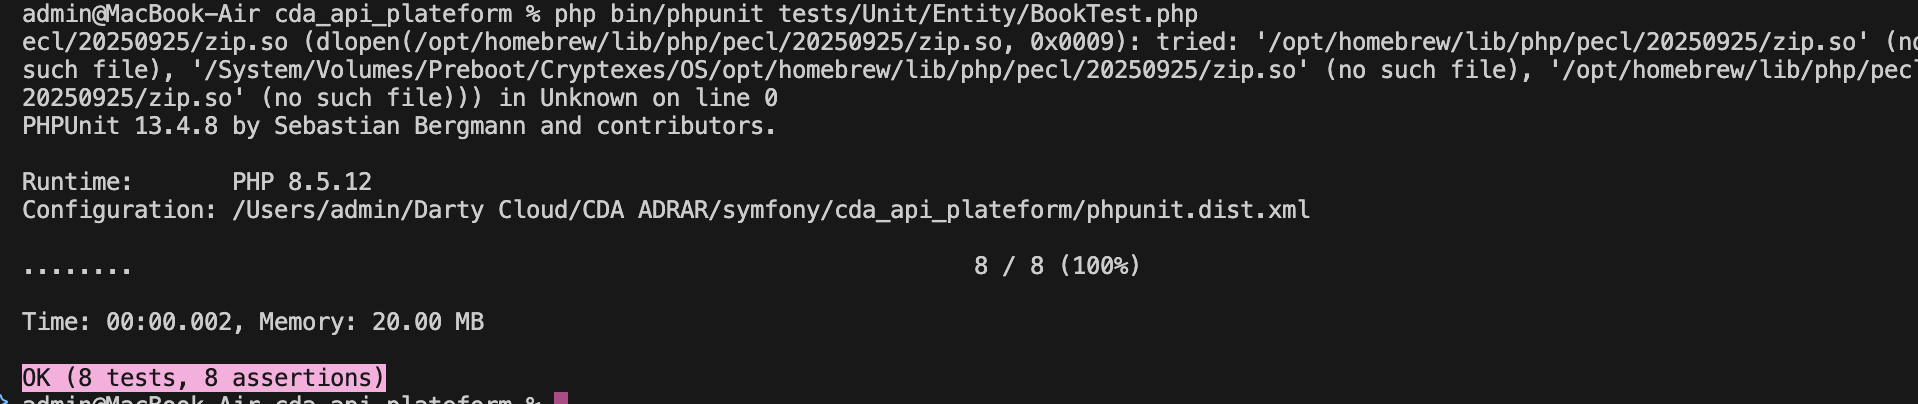 admin@MacBook-Air cda_api_plateform % php bin/phpunit tests/Unit/Entity/BookTest.php
ecl/20250925/zip.so (dlopen(/opt/homebrew/lib/php/pecl/20250925/zip.so, 0x0009): tried: '/opt/homebrew/lib/php/pecl/20250925/zip.so' (no
such file), '/System/Volumes/Preboot/Cryptexes/OS/opt/homebrew/lib/php/pecl/20250925/zip.so' (no such file), '/opt/homebrew/lib/php/pecl
20250925/zip.so' (no such file))) in Unknown on line 0
PHPUnit 13.4.8 by Sebastian Bergmann and contributors.
Runtime:       PHP 8.5.12
Configuration: /Users/admin/Darty Cloud/CDA ADRAR/symfony/cda_api_plateform/phpunit.dist.xml
........                                                            8 / 8 (100%)
Time: 00:00.002, Memory: 20.00 MB
OK (8 tests, 8 assertions)
admin@MacBook-Air cda_api_plateform %